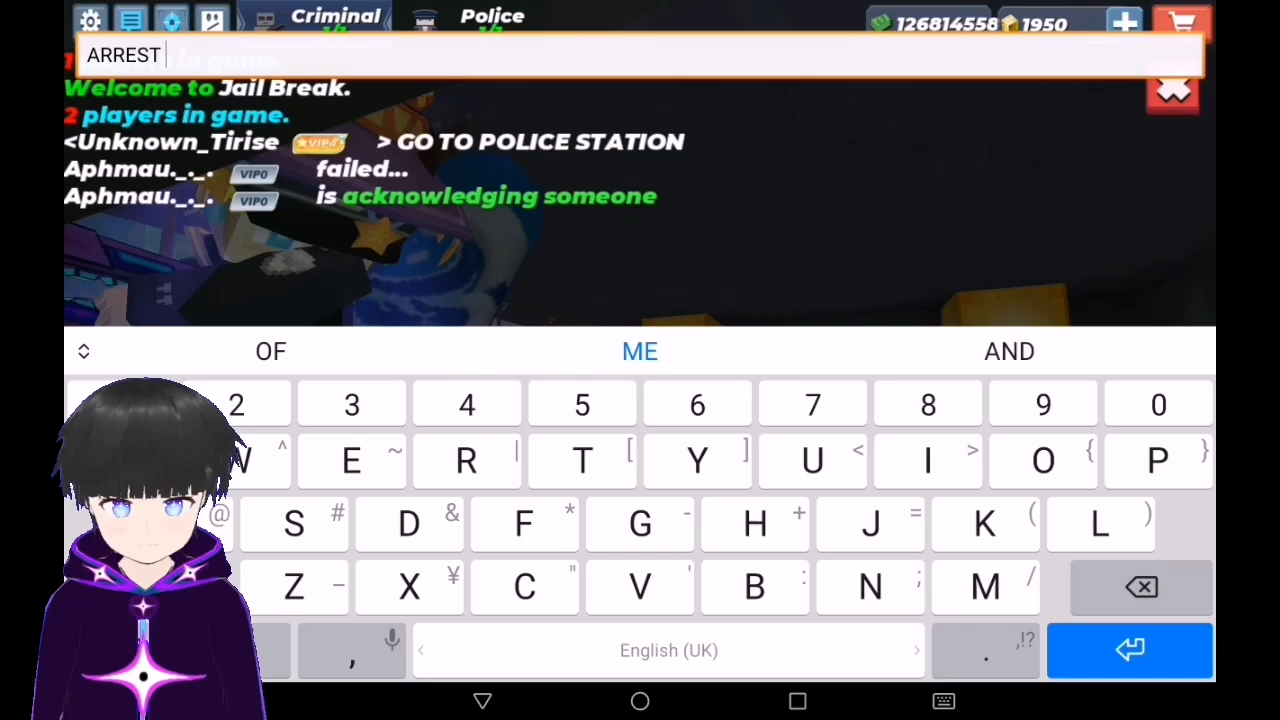 Criminal
Police
126814558
1950
ARREST
in game.
Welcome to Jail Break.
2 players in game.
<Unknown_Tirise VIP4 > GO TO POLICE STATION
Aphmau._._. VIP0 failed...
Aphmau._._. VIP0 is acknowledging someone
OF ME AND
2 3 4 5 6 7 8 9 0
W ^ E ~ R | T [ Y ] U < I > O { P }
@ S # D & F * G - H + J = K ( L )
Z _ X ¥ C " V ' B : N ; M /
, English (UK) . ,!?